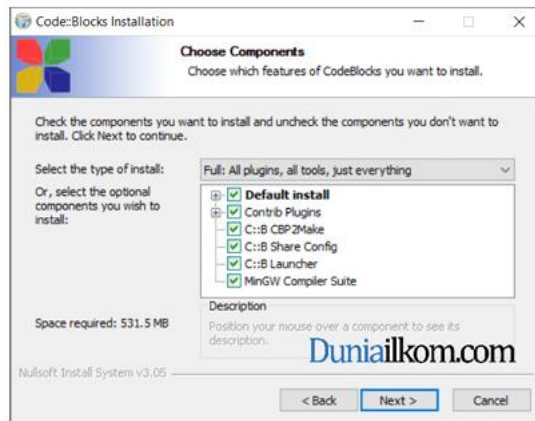 Code::Blocks Installation
Choose Components
Choose which features of CodeBlocks you want to install.
Check the components you want to install and uncheck the components you don't want to
install. Click Next to continue.
Select the type of install:
Full: All plugins, all tools, just everything
Or, select the optional
components you wish to
install:
Default install
Contrib Plugins
C::B CBP2Make
C::B Share Config
C::B Launcher
MinGW Compiler Suite
Space required: 531.5 MB
Description
Position your mouse over a component to see its
description.
Duniailkom.com
Nullsoft Install System v3.05
< Back
Next >
Cancel